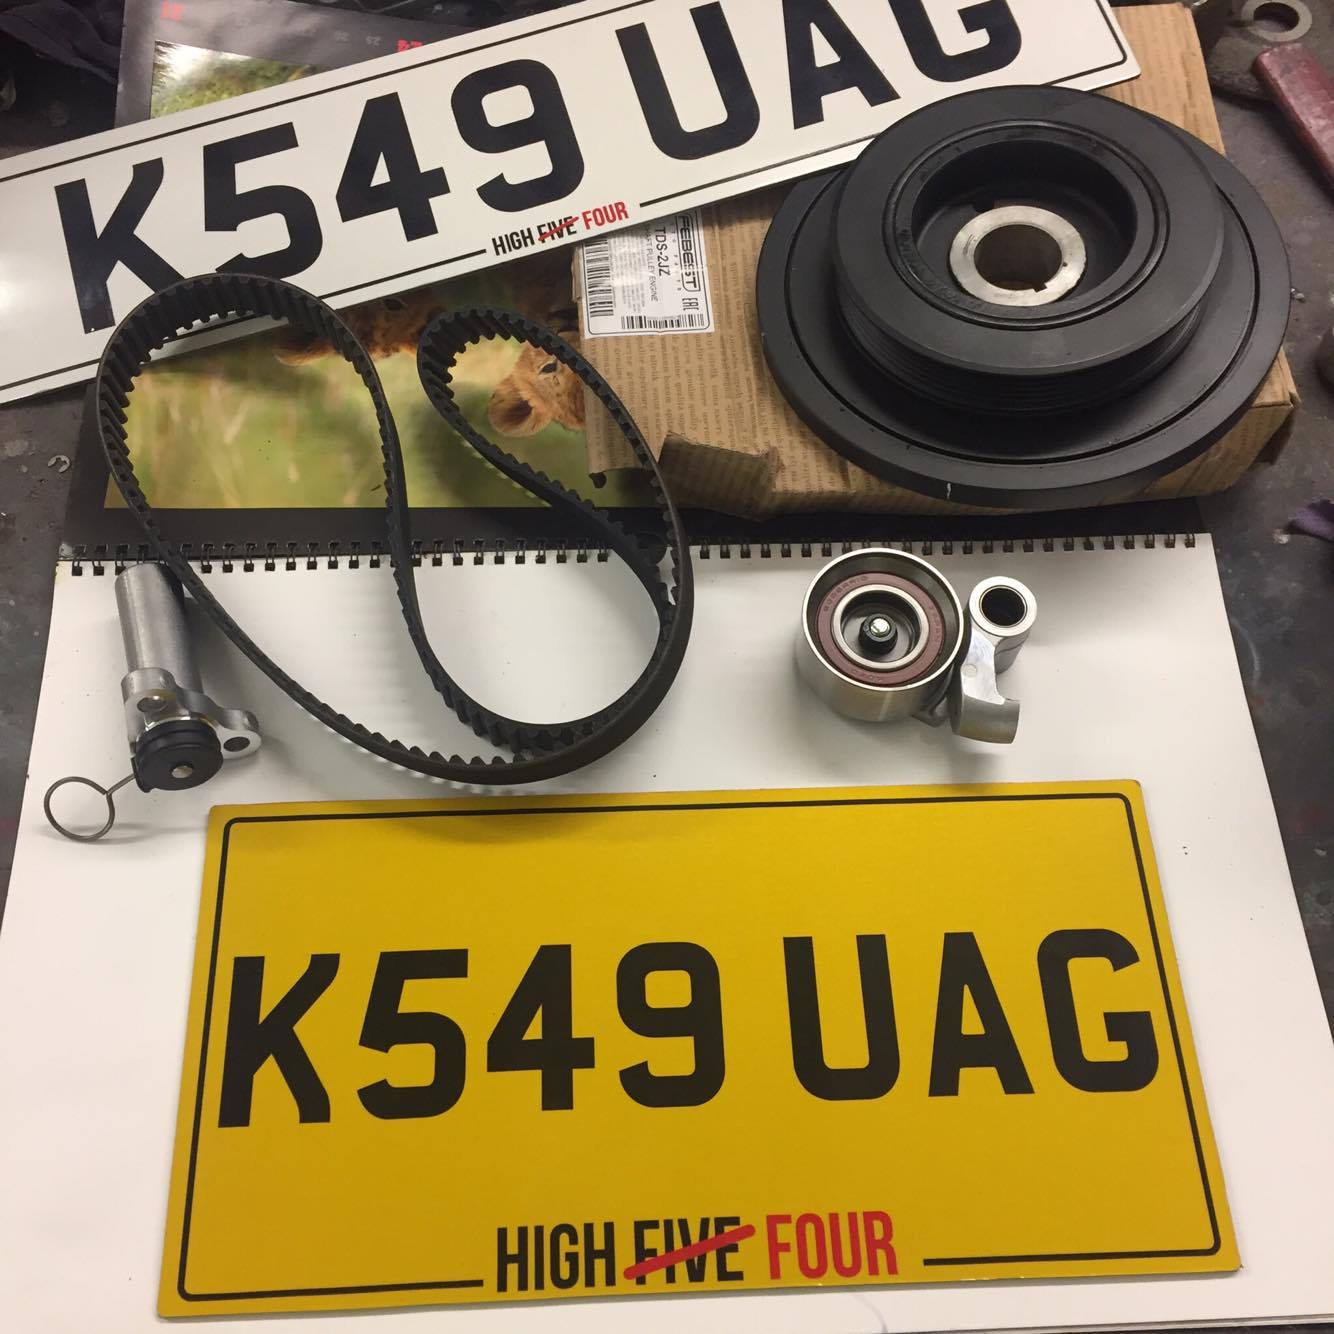 K549 UAG
HIGH FIVE FOUR
FEBEST
TDS-2JZ
K549 UAG
HIGH FIVE FOUR